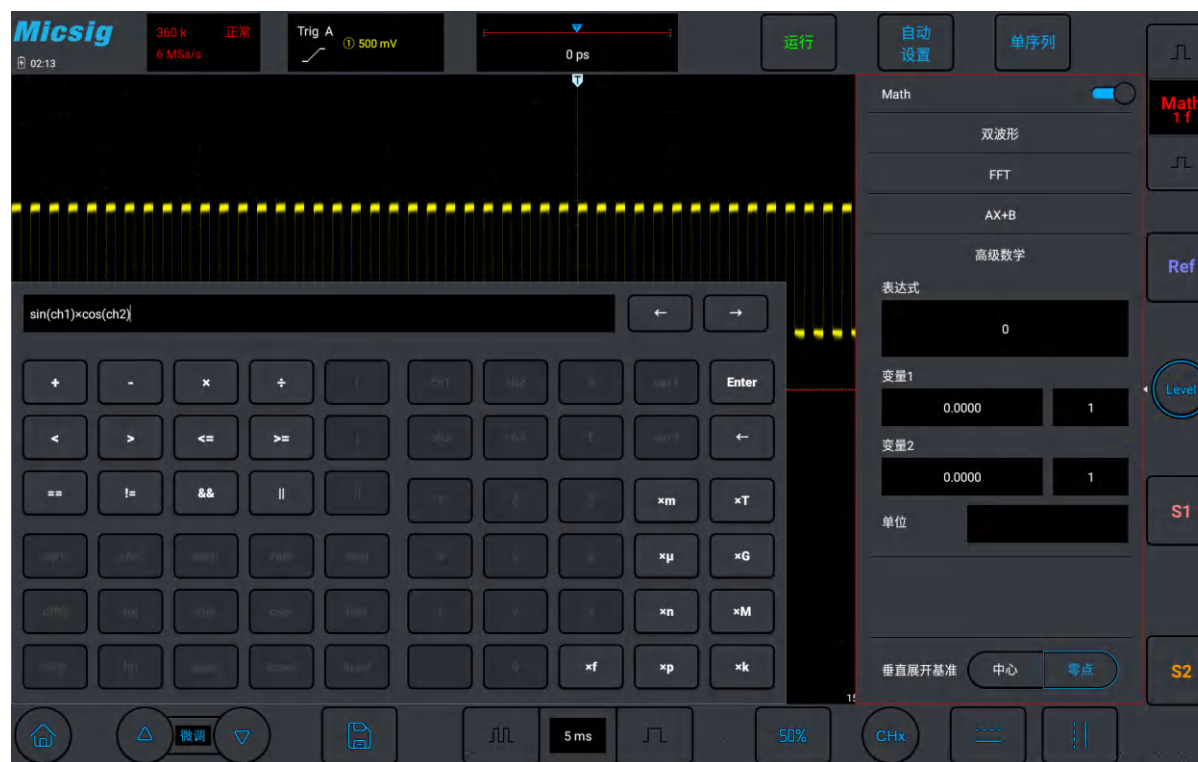 Micsig
02:13
360 k 正常
6 MSa/s
Trig A
① 500 mV
T
0 ps
运行
自动
设置
单序列
Math
双波形
FFT
AX+B
高级数学
表达式
0
变量1
0.0000 1
变量2
0.0000 1
单位
垂直展开基准 中心 零点
Math
1 f
Ref
Level
S1
S2
sin(ch1)×cos(ch2)
← →
+ - × ÷ ch1 ch2 Enter
< > <= >= ←
== != && || ×m ×T
×µ ×G
×n ×M
×f ×p ×k
15
微调
5 ms
50%
CHx